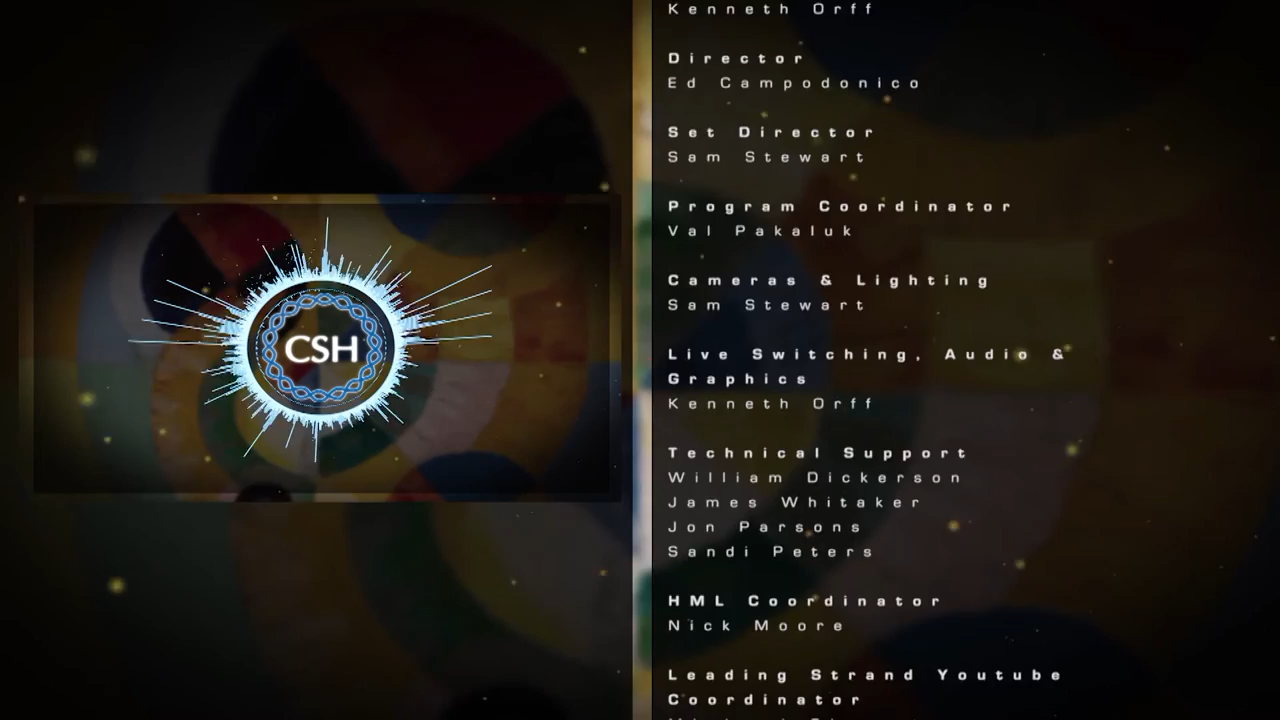 CSH
Kenneth Orff
Director
Ed Campodonico
Set Director
Sam Stewart
Program Coordinator
Val Pakaluk
Cameras & Lighting
Sam Stewart
Live Switching, Audio &
Graphics
Kenneth Orff
Technical Support
William Dickerson
James Whitaker
Jon Parsons
Sandi Peters
HML Coordinator
Nick Moore
Leading Strand Youtube
Coordinator